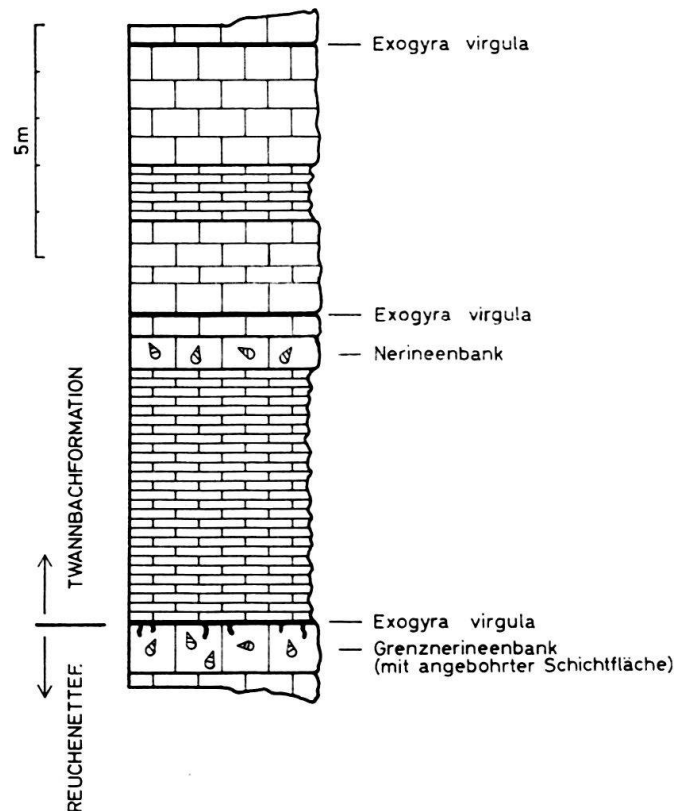 Exogyra virgula
5m
Exogyra virgula
Nerineenbank
TWANNBACHFORMATION
Exogyra virgula
Grenznerineenbank
(mit angebohrter Schichtfläche)
REUCHENETTEF.